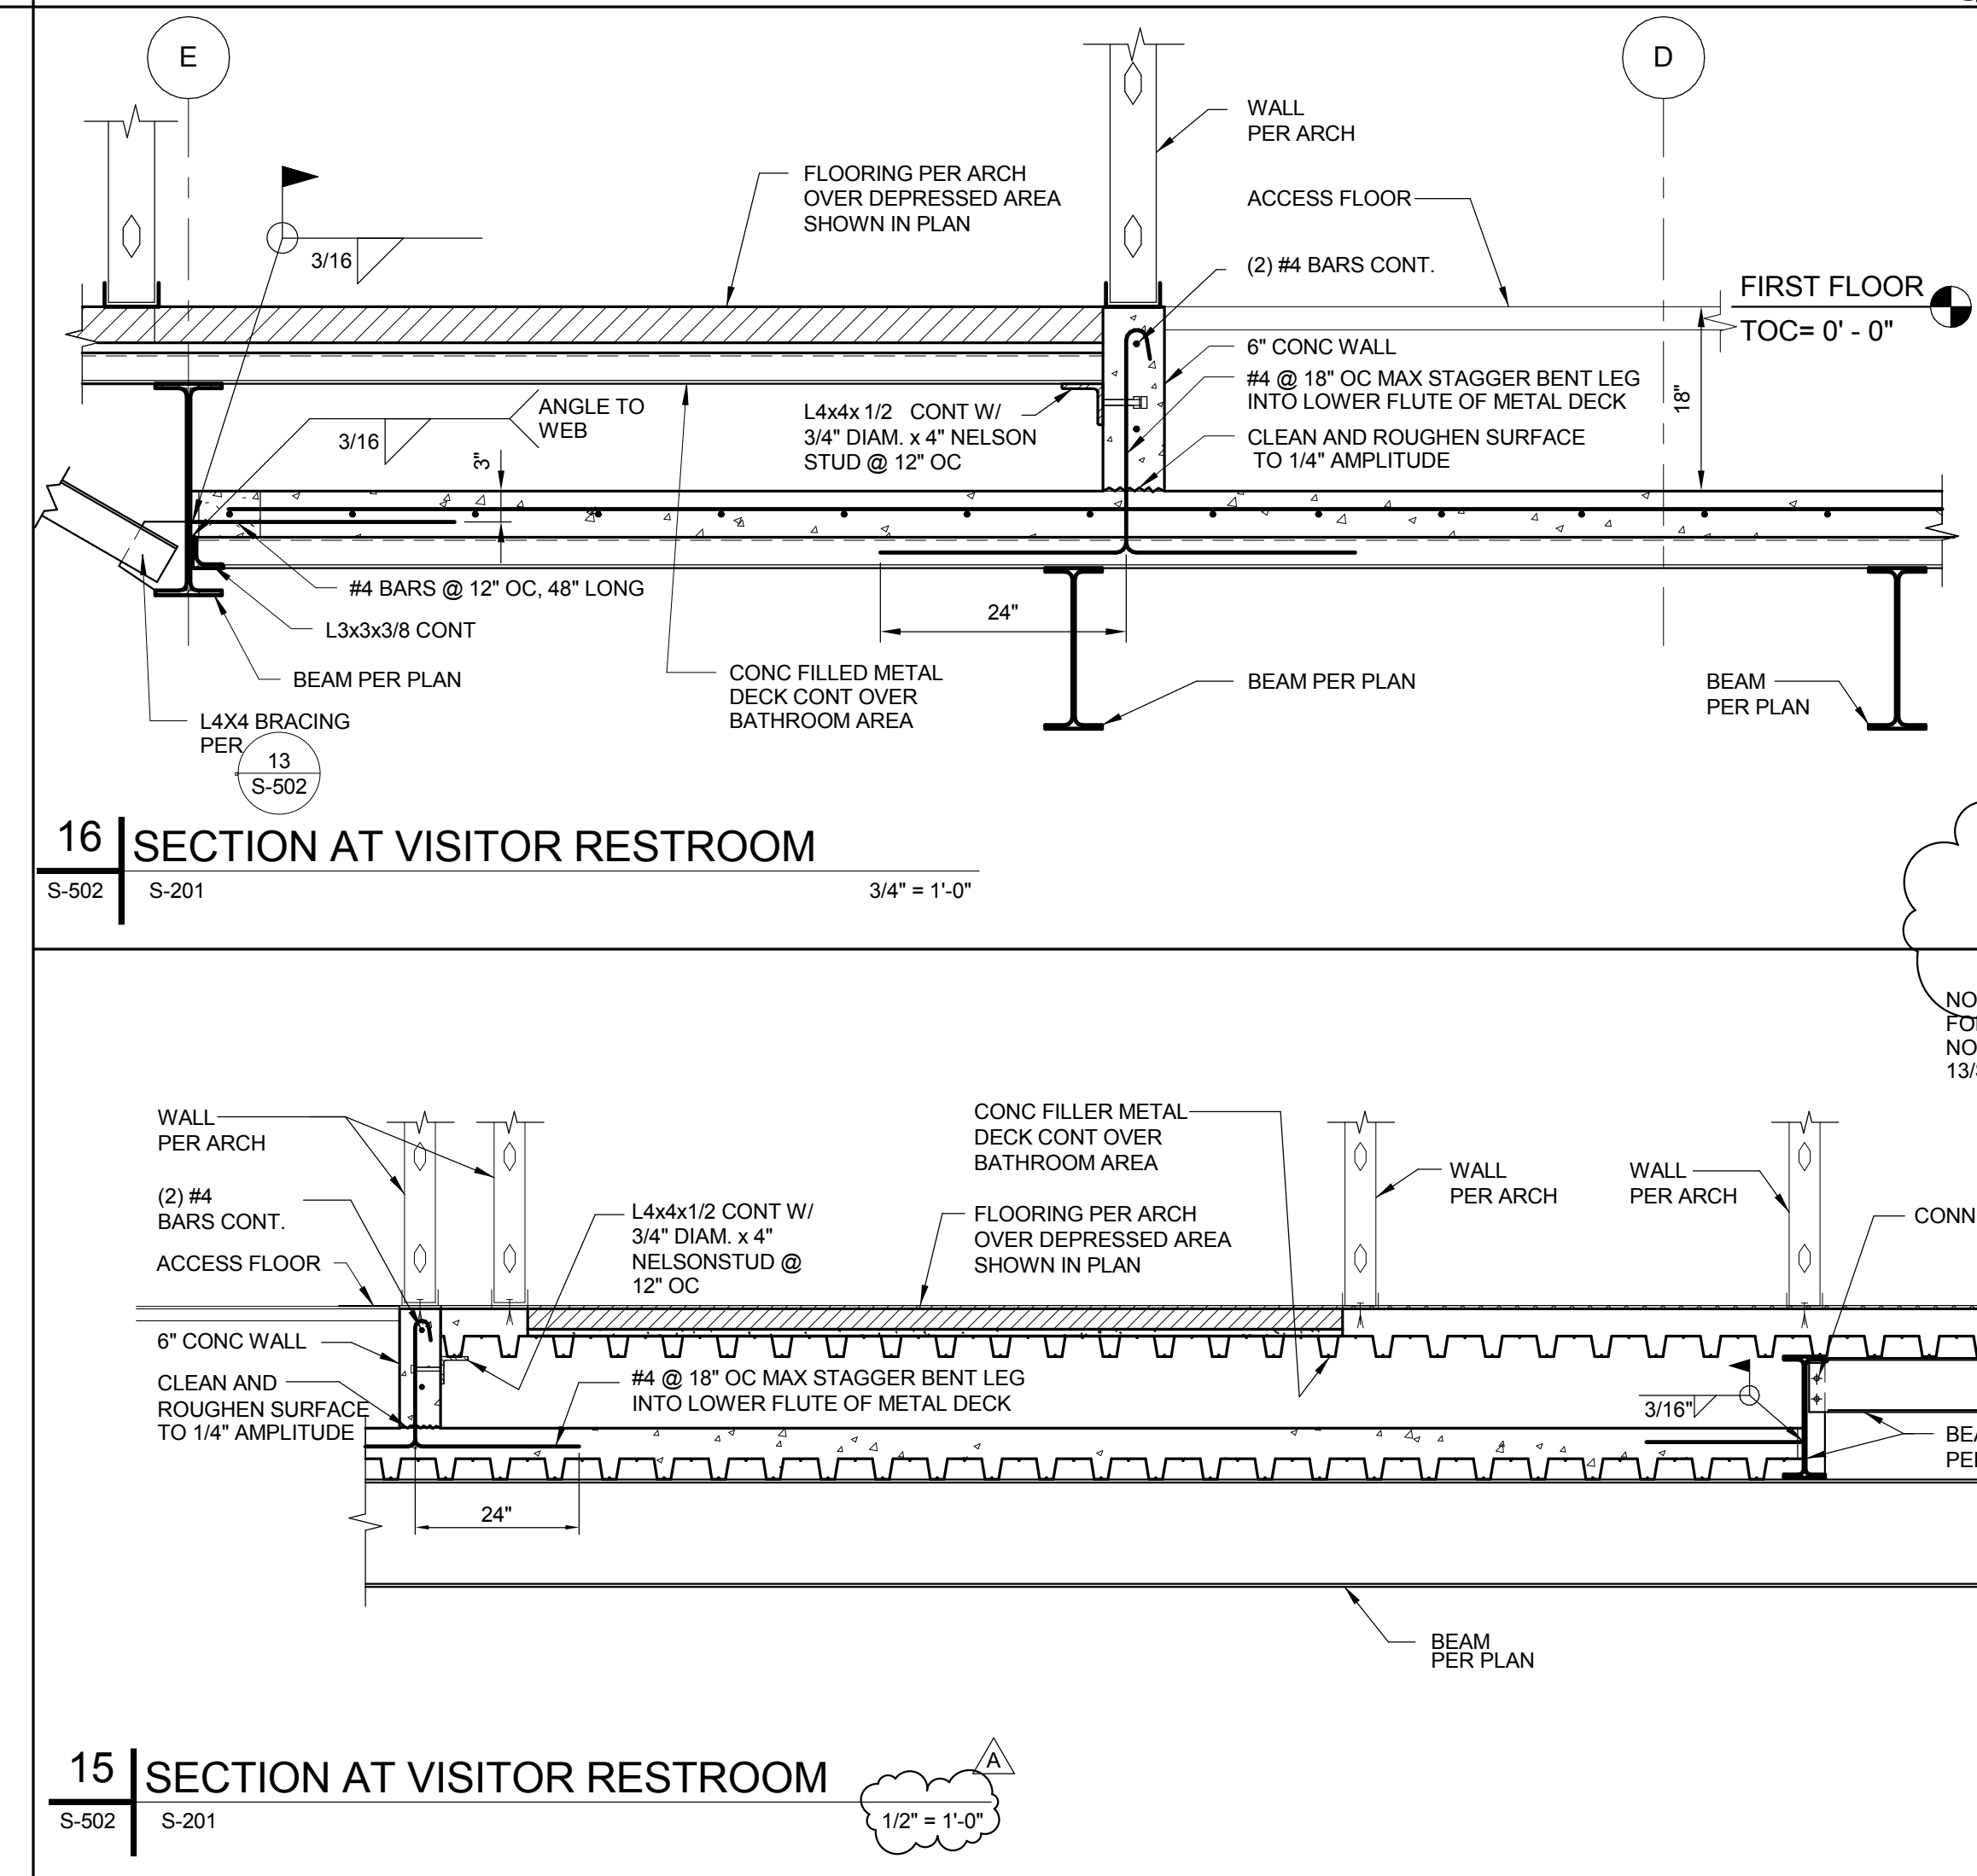 E
D
WALL
PER ARCH
FLOORING PER ARCH
OVER DEPRESSED AREA
SHOWN IN PLAN
ACCESS FLOOR
3/16
(2) #4 BARS CONT.
FIRST FLOOR
TOC= 0' - 0"
6" CONC WALL
#4 @ 18" OC MAX STAGGER BENT LEG
INTO LOWER FLUTE OF METAL DECK
18"
ANGLE TO
WEB
3/16
L4x4x 1/2 CONT W/
3/4" DIAM. x 4" NELSON
STUD @ 12" OC
CLEAN AND ROUGHEN SURFACE
TO 1/4" AMPLITUDE
3"
#4 BARS @ 12" OC, 48" LONG
24"
L3x3x3/8 CONT
BEAM PER PLAN
CONC FILLED METAL
DECK CONT OVER
BATHROOM AREA
BEAM PER PLAN
BEAM
PER PLAN
L4X4 BRACING
PER
13
S-502
16
SECTION AT VISITOR RESTROOM
S-502
S-201
3/4" = 1'-0"
13/
WALL
PER ARCH
CONC FILLER METAL
DECK CONT OVER
BATHROOM AREA
WALL
PER ARCH
WALL
PER ARCH
(2) #4
BARS CONT.
L4x4x1/2 CONT W/
3/4" DIAM. x 4"
NELSONSTUD @
12" OC
FLOORING PER ARCH
OVER DEPRESSED AREA
SHOWN IN PLAN
CONN
ACCESS FLOOR
6" CONC WALL
CLEAN AND
ROUGHEN SURFACE
TO 1/4" AMPLITUDE
#4 @ 18" OC MAX STAGGER BENT LEG
INTO LOWER FLUTE OF METAL DECK
3/16"
24"
BEAM
PER PLAN
15
SECTION AT VISITOR RESTROOM
A
S-502
S-201
1/2" = 1'-0"